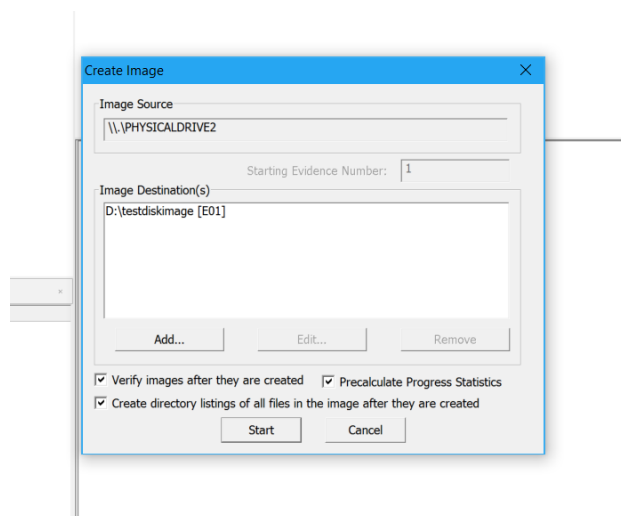 Create Image
Image Source
\\.\PHYSICALDRIVE2
Starting Evidence Number: 1
Image Destination(s)
D:\testdiskimage [E01]
Add... Edit... Remove
Verify images after they are created Precalculate Progress Statistics
Create directory listings of all files in the image after they are created
Start Cancel